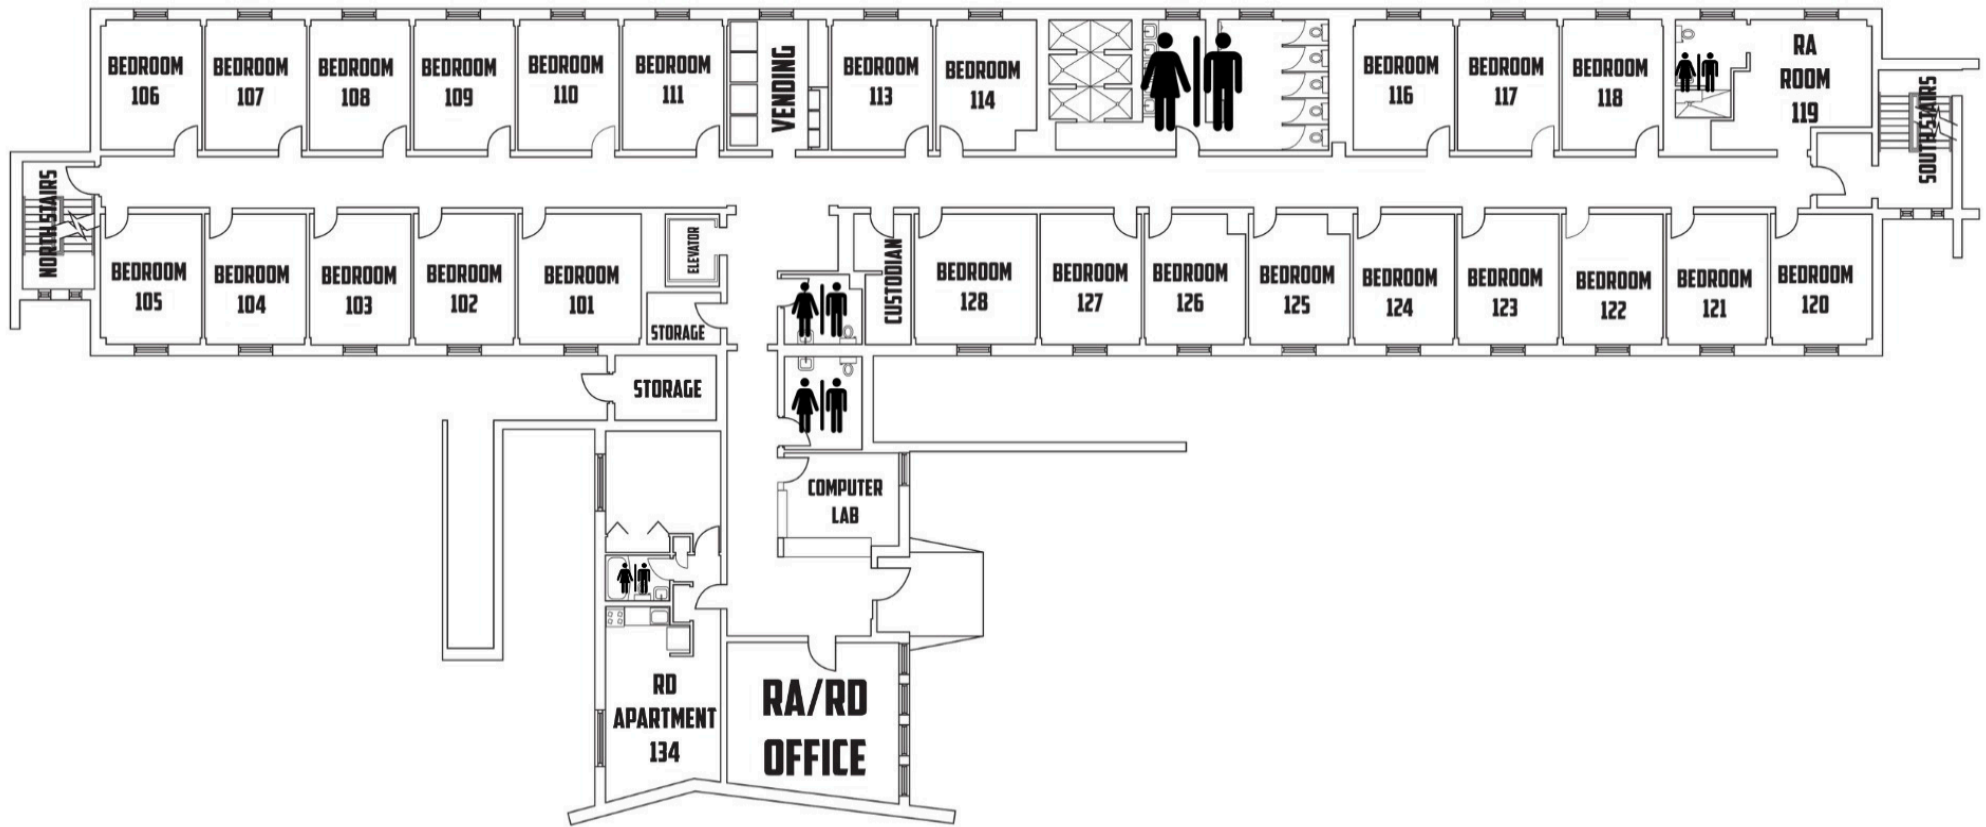 BEDROOM
106
BEDROOM
107
BEDROOM
108
BEDROOM
109
BEDROOM
110
BEDROOM
111
VENDING
BEDROOM
113
BEDROOM
114
BEDROOM
116
BEDROOM
117
BEDROOM
118
RA
ROOM
119
SOUTH STAIRS
NORTH STAIRS
BEDROOM
105
BEDROOM
104
BEDROOM
103
BEDROOM
102
BEDROOM
101
ELEVATOR
STORAGE
CUSTODIAN
BEDROOM
128
BEDROOM
127
BEDROOM
126
BEDROOM
125
BEDROOM
124
BEDROOM
123
BEDROOM
122
BEDROOM
121
BEDROOM
120
STORAGE
COMPUTER
LAB
RD
APARTMENT
134
RA/RD
OFFICE